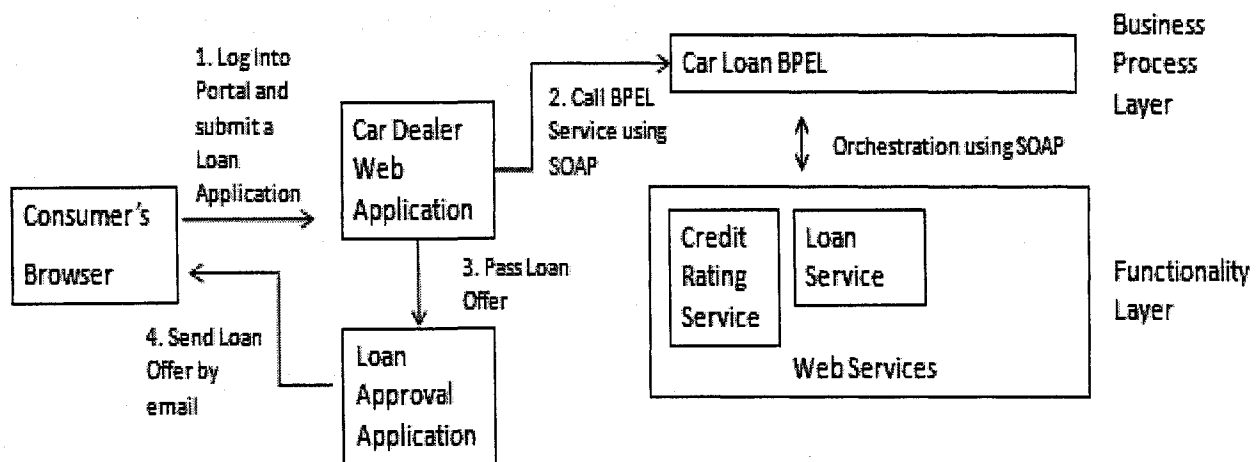 1. Log Into
Portal and
submit a
Loan
Application
Consumer's
Browser
Car Dealer
Web
Application
2. Call BPEL
Service using
SOAP
3. Pass Loan
Offer
4. Send Loan
Offer by
email
Loan
Approval
Application
Car Loan BPEL
Business
Process
Layer
Orchestration using SOAP
Credit
Rating
Service
Loan
Service
Web Services
Functionality
Layer